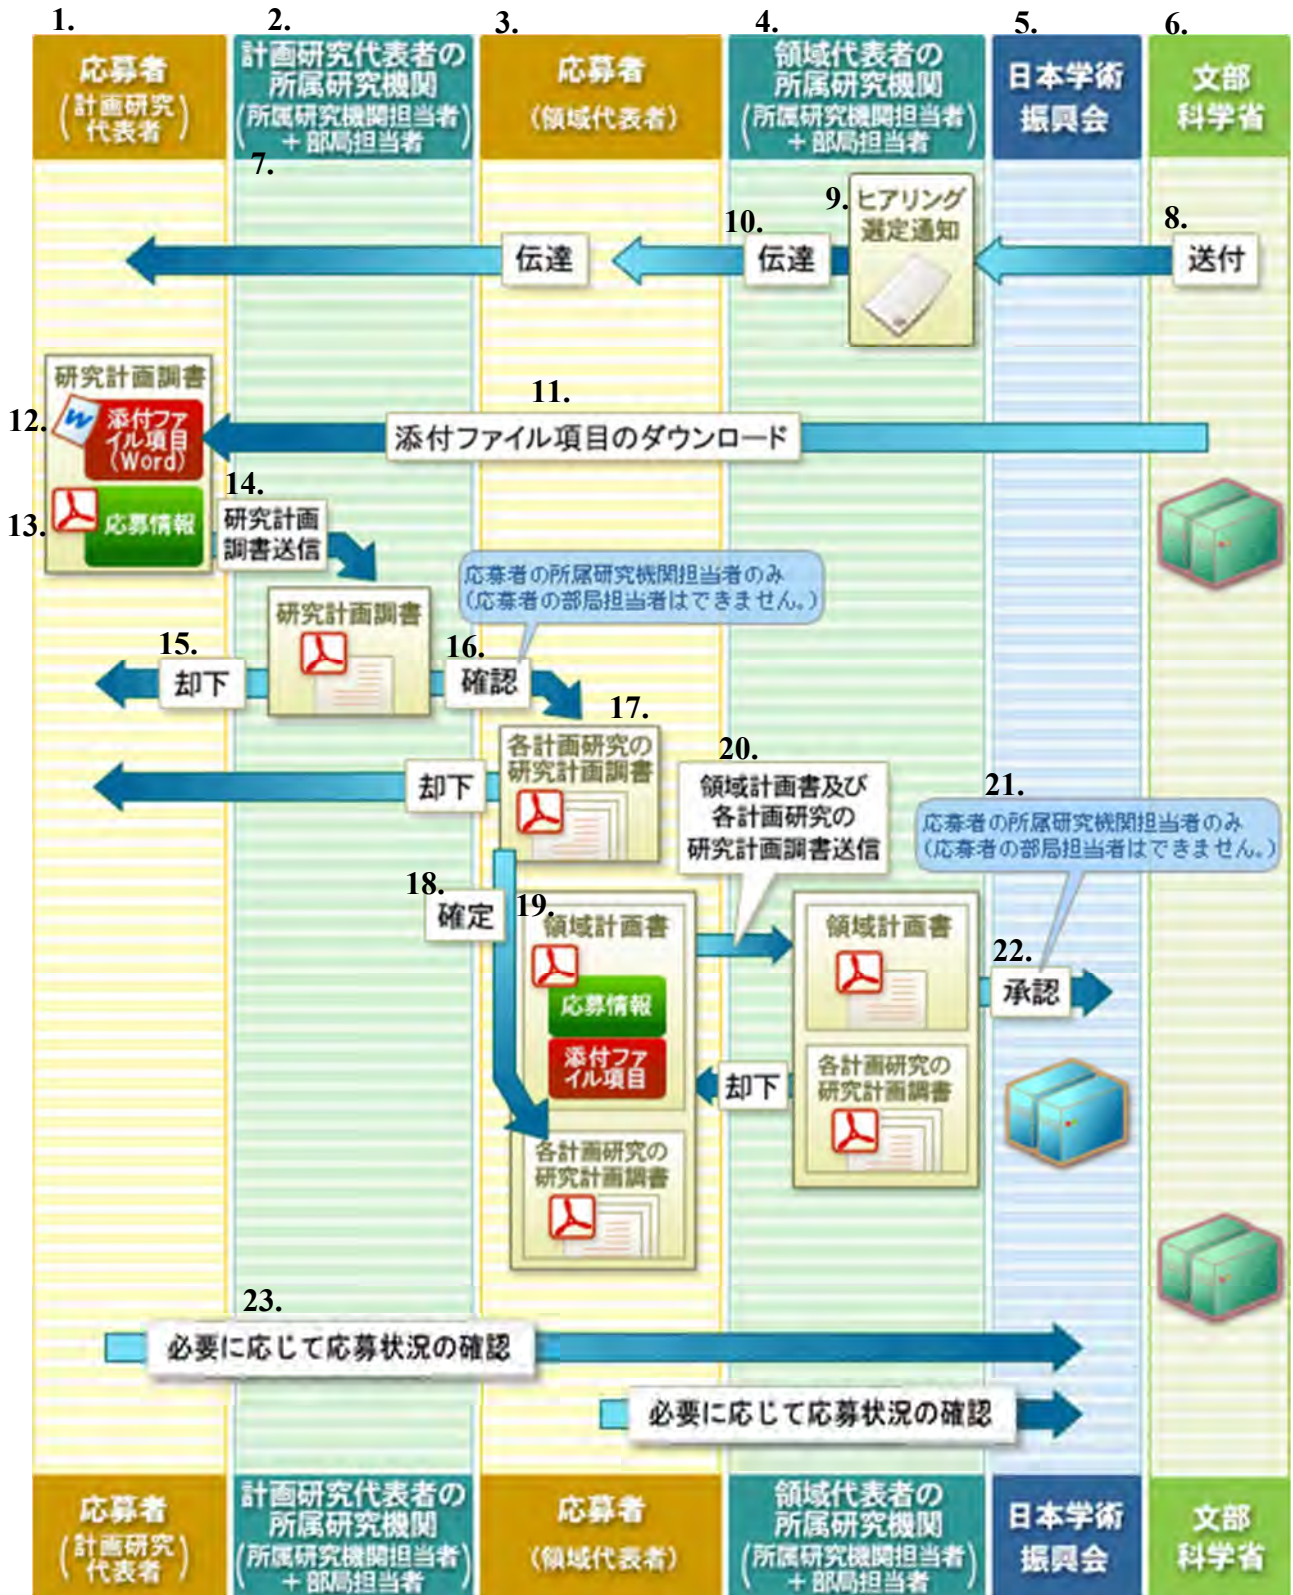 1.
2.
3.
4.
5.
6.
応募者
(計画研究
代表者)
計画研究代表者の
所属研究機関
(所属研究機関担当者
+部局担当者)
応募者
(領域代表者)
領域代表者の
所属研究機関
(所属研究機関担当者
+部局担当者)
日本学術
振興会
文部
科学省
7.
8.
送付
9.
ヒアリング
選定通知
10.
伝達
伝達
研究計画調書
11.
添付ファイル項目のダウンロード
12.
W
添付ファ
イル項目
(Word)
13.
応募情報
14.
研究計画
調書送信
応募者の所属研究機関担当者のみ
(応募者の部局担当者はできません。)
研究計画調書
15.
却下
16.
確認
17.
各計画研究の
研究計画調書
却下
18.
確定
19.
領域計画書
応募情報
添付ファ
イル項目
各計画研究の
研究計画調書
20.
領域計画書及び
各計画研究の
研究計画調書送信
21.
応募者の所属研究機関担当者のみ
(応募者の部局担当者はできません。)
領域計画書
22.
承認
各計画研究の
研究計画調書
却下
23.
必要に応じて応募状況の確認
必要に応じて応募状況の確認
応募者
(計画研究
代表者)
計画研究代表者の
所属研究機関
(所属研究機関担当者
+部局担当者)
応募者
(領域代表者)
領域代表者の
所属研究機関
(所属研究機関担当者
+部局担当者)
日本学術
振興会
文部
科学省